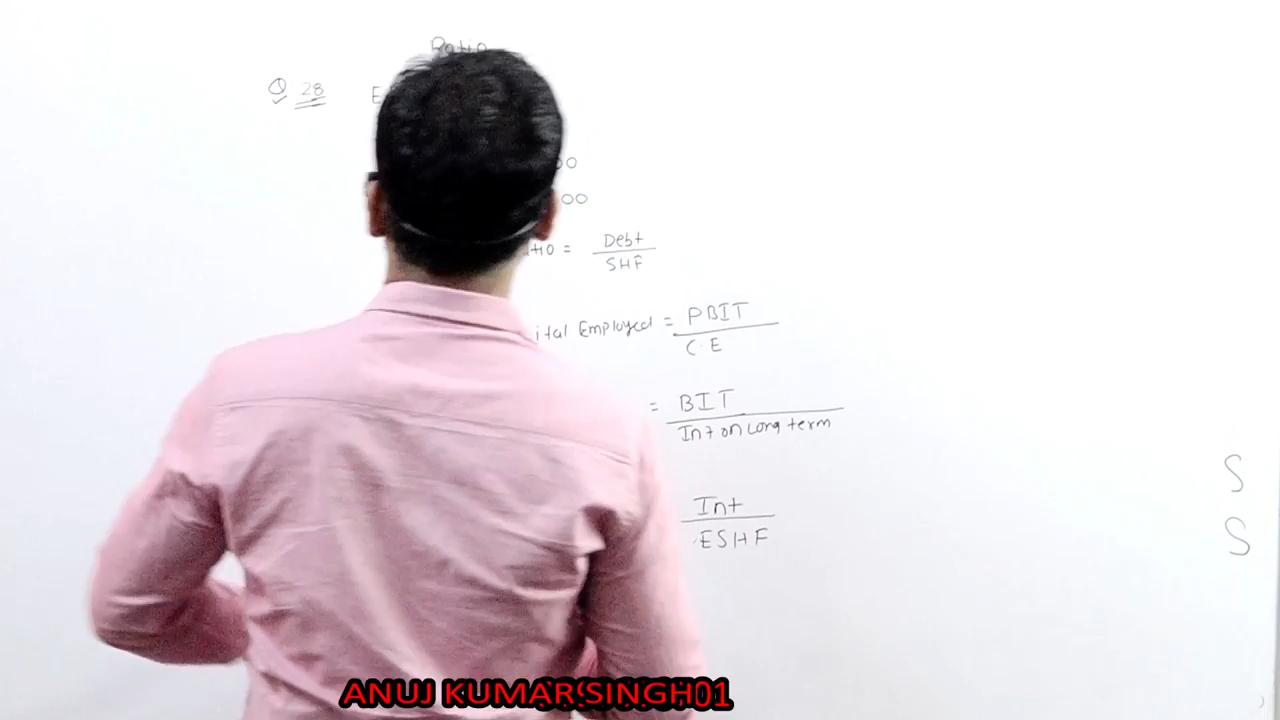 Ratio
Q 28 E
00
00
tio = Debt
SHF
ital Employed = PBIT
C.E
= BIT
Int on Long term
Int
ESHF
S
S
ANUJ KUMAR SINGH01